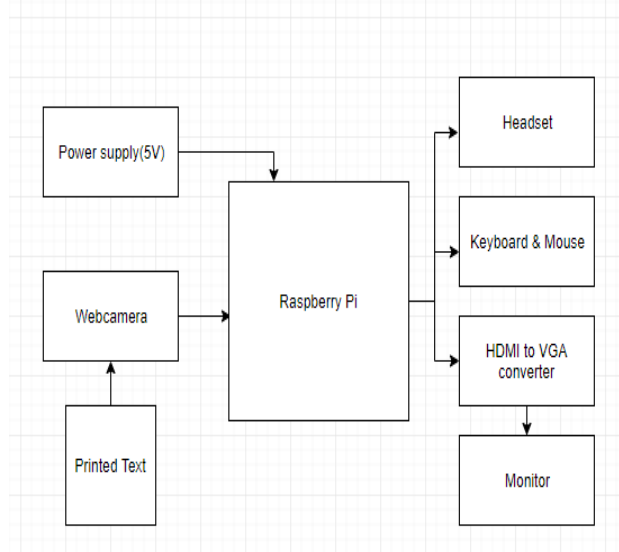 Headset
Power supply(5V)
Keyboard & Mouse
Raspberry Pi
Webcamera
HDMI to VGA
converter
Printed Text
Monitor